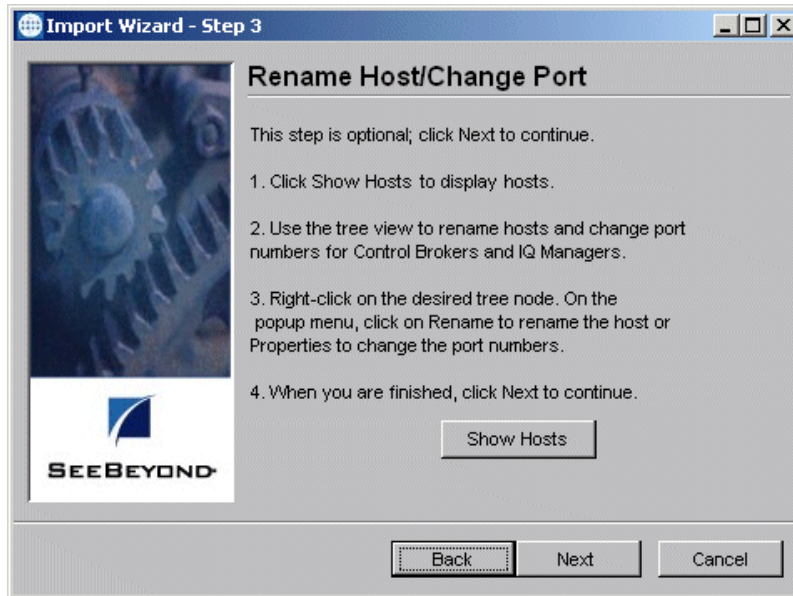 Import Wizard - Step 3
Rename Host/Change Port
This step is optional; click Next to continue.
1. Click Show Hosts to display hosts.
2. Use the tree view to rename hosts and change port
numbers for Control Brokers and IQ Managers.
3. Right-click on the desired tree node. On the
popup menu, click on Rename to rename the host or
Properties to change the port numbers.
4. When you are finished, click Next to continue.
Show Hosts
SEEBEYOND
Back Next Cancel